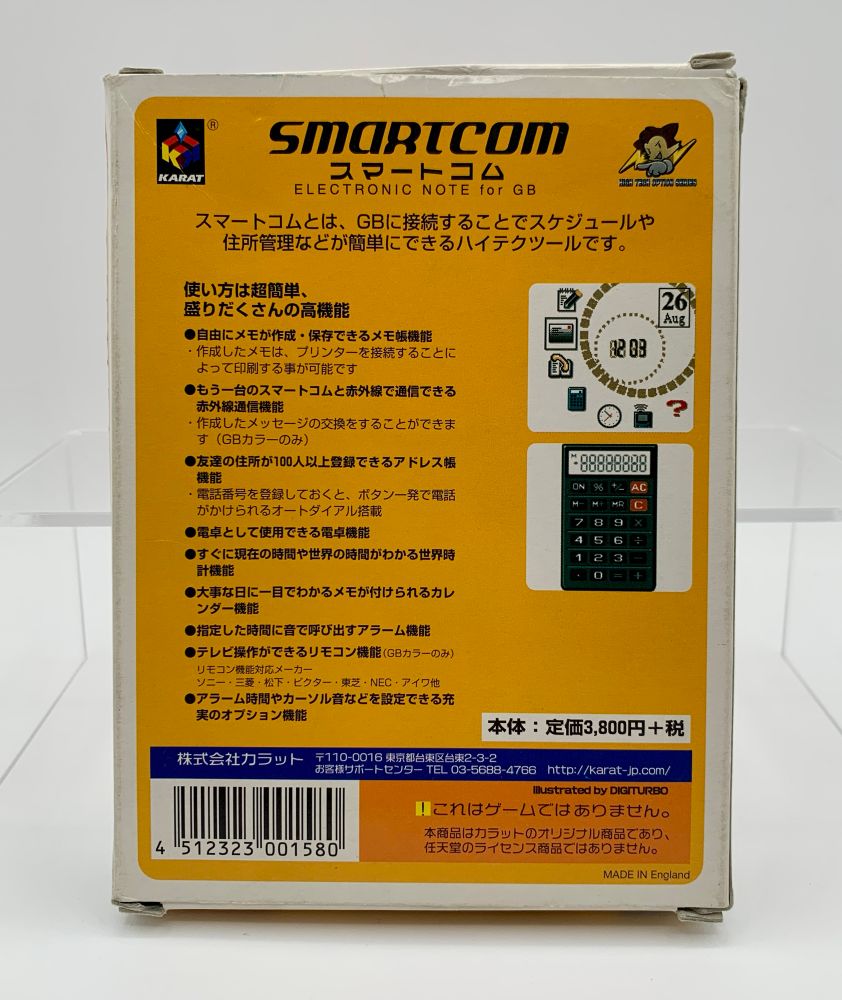 KARAT
®
SMARTCOM
スマートコム
ELECTRONIC NOTE for GB
スマートコムとは、GBに接続することでスケジュールや
住所管理などが簡単にできるハイテクツールです。
使い方は超簡単、
盛りだくさんの高機能
●自由にメモが作成・保存できるメモ帳機能
・作成したメモは、プリンターを接続することに
よって印刷する事が可能です
●もう一台のスマートコムと赤外線で通信できる
赤外線通信機能
・作成したメッセージの交換をすることができま
す（GBカラーのみ）
●友達の住所が100人以上登録できるアドレス帳
機能
・電話番号を登録しておくと、ボタン一発で電話
がかけられるオートダイアル搭載
●電卓として使用できる電卓機能
●すぐに現在の時間や世界の時間がわかる世界時
計機能
●大事な日に一目でわかるメモが付けられるカレ
ンダー機能
●指定した時間に音で呼び出すアラーム機能
●テレビ操作ができるリモコン機能（GBカラーのみ）
リモコン機能対応メーカー
ソニー・三菱・松下・ビクター・東芝・NEC・アイワ他
●アラーム時間やカーソル音などを設定できる充
実のオプション機能
26
Aug
12 03
?
M
88888888
ON % +/- AC
M- M+ MR C
7 8 9 ×
4 5 6 ÷
1 2 3 -
. 0 = +
本体：定価3,800円＋税
株式会社カラット
〒110-0016 東京都台東区台東2-3-2
お客様サポートセンター TEL 03-5688-4766 http://karat-jp.com/
Illustrated by DIGITURBO
!これはゲームではありません。
本商品はカラットのオリジナル商品であり、
任天堂のライセンス商品ではありません。
4 512323 001580
MADE IN England